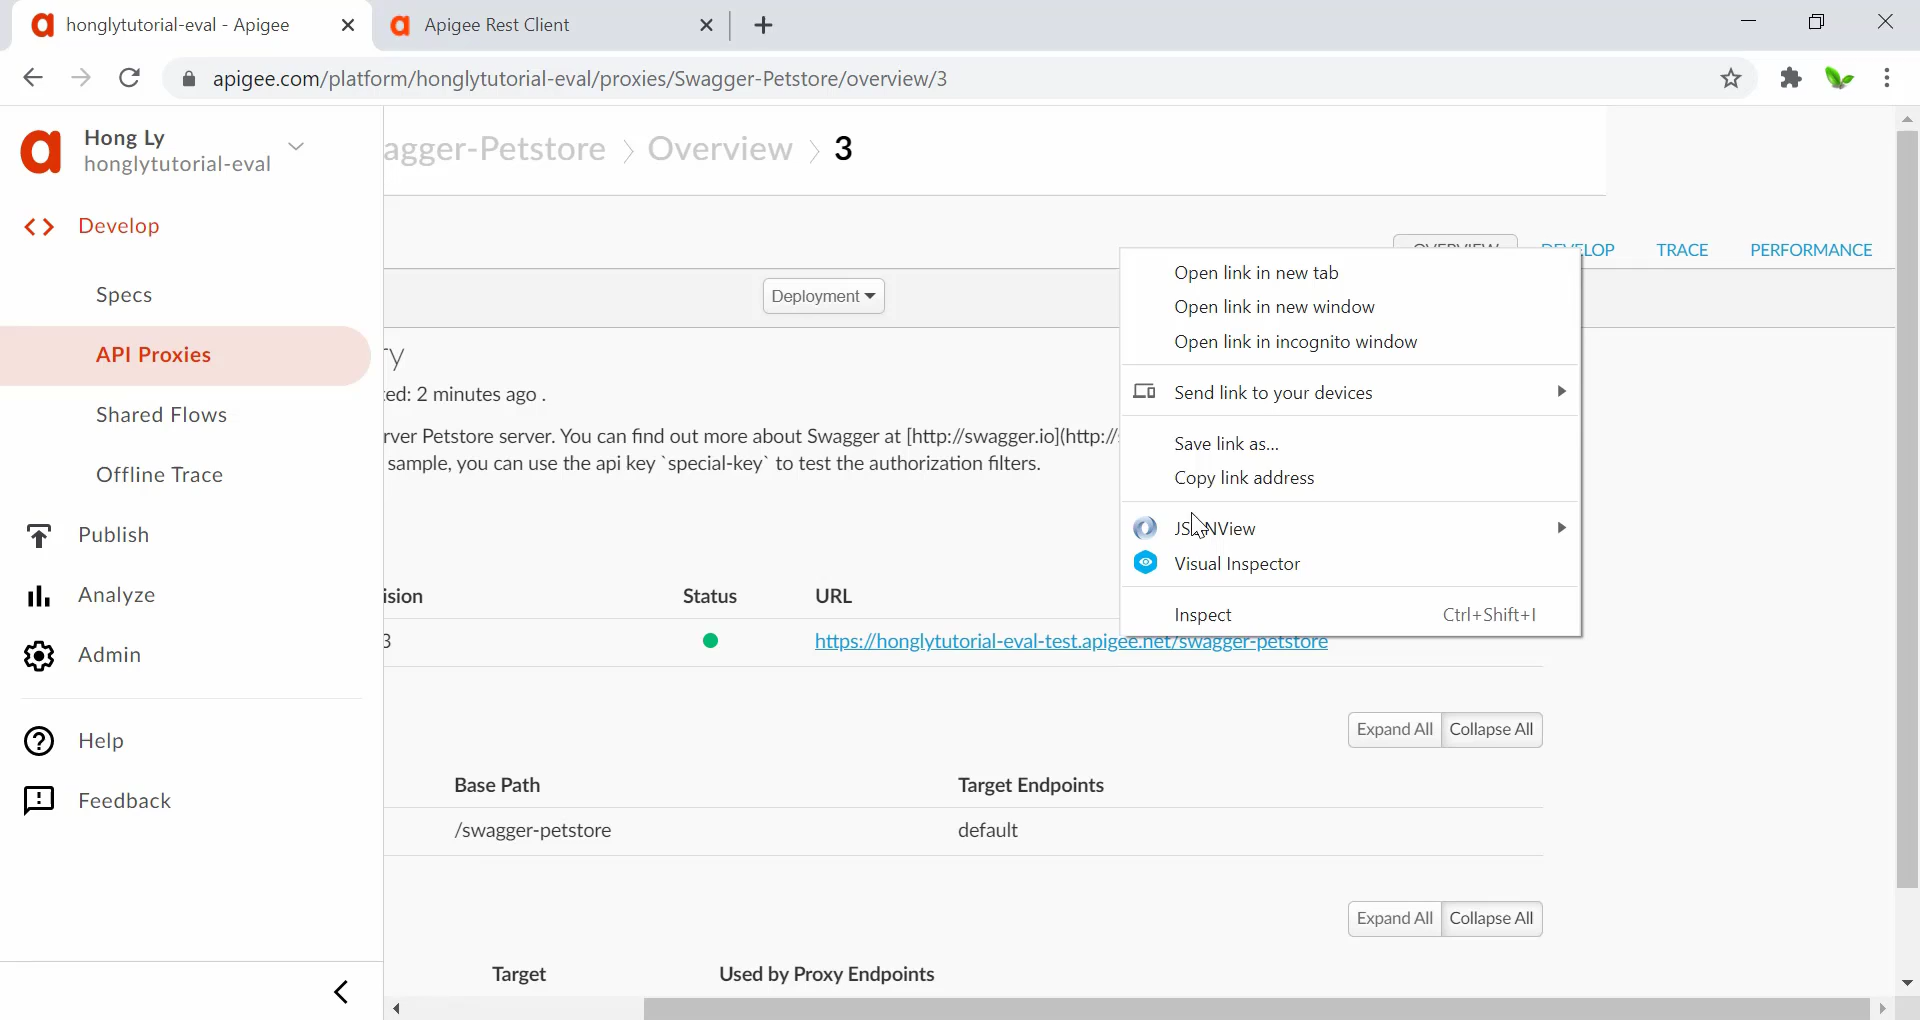 honglytutorial-eval - Apigee
Apigee Rest Client
apigee.com/platform/honglytutorial-eval/proxies/Swagger-Petstore/overview/3
Hong Ly
honglytutorial-eval
Develop
Specs
API Proxies
Shared Flows
Offline Trace
Publish
Analyze
Admin
Help
Feedback
agger-Petstore > Overview > 3
OVERVIEW DEVELOP TRACE PERFORMANCE
Deployment
ry
ed: 2 minutes ago .
rver Petstore server. You can find out more about Swagger at [http://swagger.io](http://
sample, you can use the api key `special-key` to test the authorization filters.
ision Status URL
3 https://honglytutorial-eval-test.apigee.net/swagger-petstore
Open link in new tab
Open link in new window
Open link in incognito window
Send link to your devices
Save link as...
Copy link address
JSONView
Visual Inspector
Inspect Ctrl+Shift+I
Expand All Collapse All
Base Path Target Endpoints
/swagger-petstore default
Expand All Collapse All
Target Used by Proxy Endpoints